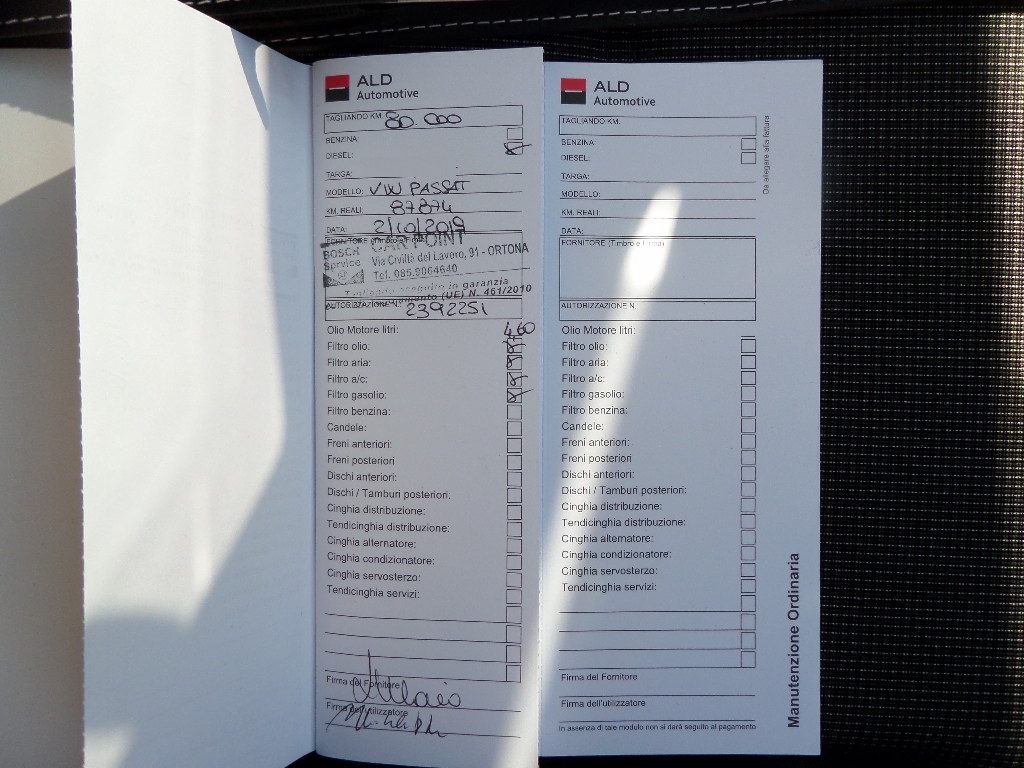 ALD
Automotive
TAGLIANDO KM. 80.000
BENZINA:
DIESEL:
TARGA:
MODELLO: VW PASSAT
KM. REALI: 87874
DATA: 2/10/2019
FORNITORE (Timbro e Firma)
BOSCH
Service
CAR POINT
Via Civiltà del Lavoro, 91 - ORTONA
Tel. 085.9064640
Tagliando eseguito in garanzia
(UE) N. 461/2010
AUTORIZZAZIONE N. 2392251
Olio Motore litri: 4,60
Filtro olio:
Filtro aria:
Filtro a/c:
Filtro gasolio:
Filtro benzina:
Candele:
Freni anteriori:
Freni posteriori
Dischi anteriori:
Dischi / Tamburi posteriori:
Cinghia distribuzione:
Tendicinghia distribuzione:
Cinghia alternatore:
Cinghia condizionatore:
Cinghia servosterzo:
Tendicinghia servizi:
Firma del Fornitore
Firma dell'utilizzatore
ALD
Automotive
TAGLIANDO KM.
BENZINA:
DIESEL:
TARGA:
MODELLO:
KM. REALI:
DATA:
FORNITORE (Timbro e Firma)
AUTORIZZAZIONE N.
Olio Motore litri:
Filtro olio:
Filtro aria:
Filtro a/c:
Filtro gasolio:
Filtro benzina:
Candele:
Freni anteriori:
Freni posteriori
Dischi anteriori:
Dischi / Tamburi posteriori:
Cinghia distribuzione:
Tendicinghia distribuzione:
Cinghia alternatore:
Cinghia condizionatore:
Cinghia servosterzo:
Tendicinghia servizi:
Firma del Fornitore
Firma dell'utilizzatore
In assenza di tale modulo non si darà seguito al pagamento
Da allegare alla fattura
Manutenzione Ordinaria